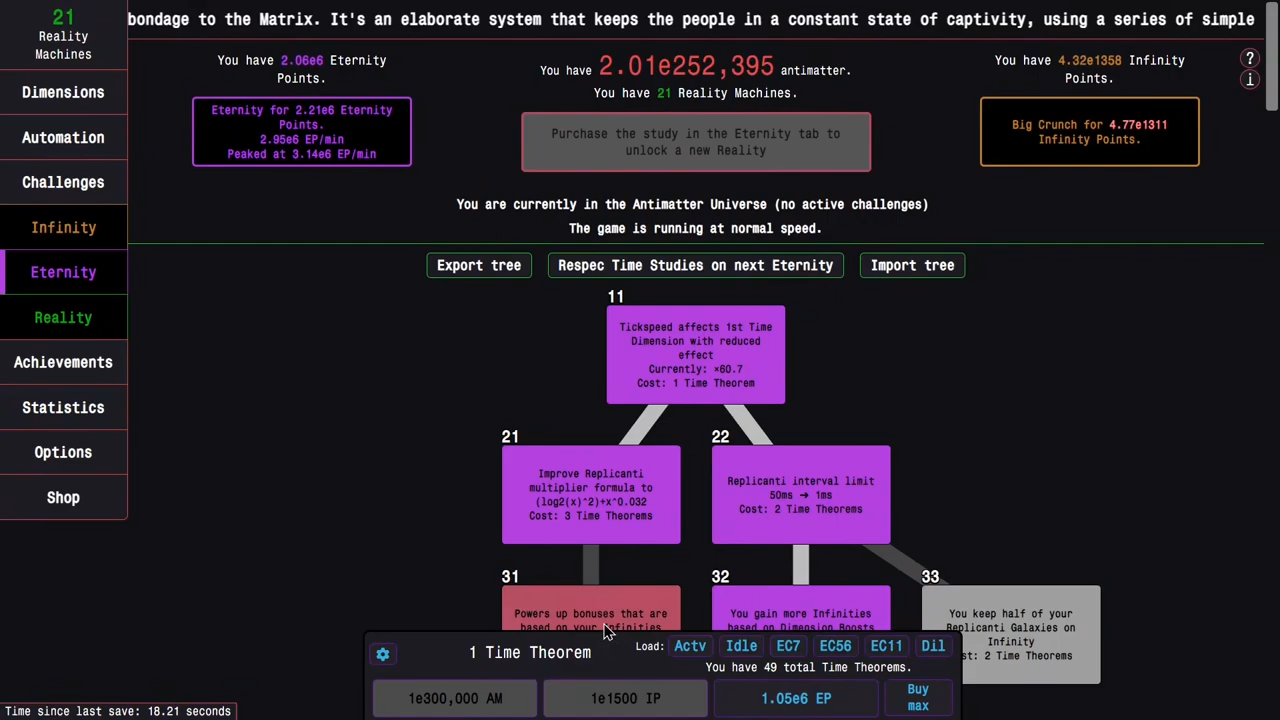 21
Reality
Machines
bondage to the Matrix. It's an elaborate system that keeps the people in a constant state of captivity, using a series of simple
You have 2.06e6 Eternity
Points.
Eternity for 2.21e6 Eternity
Points.
2.95e6 EP/min
Peaked at 3.14e6 EP/min
You have 2.01e252,395 antimatter.
You have 21 Reality Machines.
Purchase the study in the Eternity tab to
unlock a new Reality
You have 4.32e1358 Infinity
Points.
Big Crunch for 4.77e1311
Infinity Points.
?
i
You are currently in the Antimatter Universe (no active challenges)
The game is running at normal speed.
Dimensions
Automation
Challenges
Infinity
Eternity
Reality
Achievements
Statistics
Options
Shop
Export tree
Respec Time Studies on next Eternity
Import tree
11
Tickspeed affects 1st Time
Dimension with reduced
effect
Currently: ×60.7
Cost: 1 Time Theorem
21
Improve Replicanti
multiplier formula to
(log2(x)^2)+x^0.032
Cost: 3 Time Theorems
22
Replicanti interval limit
50ms ➜ 1ms
Cost: 2 Time Theorems
31
Powers up bonuses that are
based on your Infinities
32
You gain more Infinities
based on Dimension Boosts
33
You keep half of your
Replicanti Galaxies on
Infinity
st: 2 Time Theorems
1 Time Theorem
Load: Actv Idle EC7 EC56 EC11 Dil
You have 49 total Time Theorems.
1e300,000 AM
1e1500 IP
1.05e6 EP
Buy
max
Time since last save: 18.21 seconds